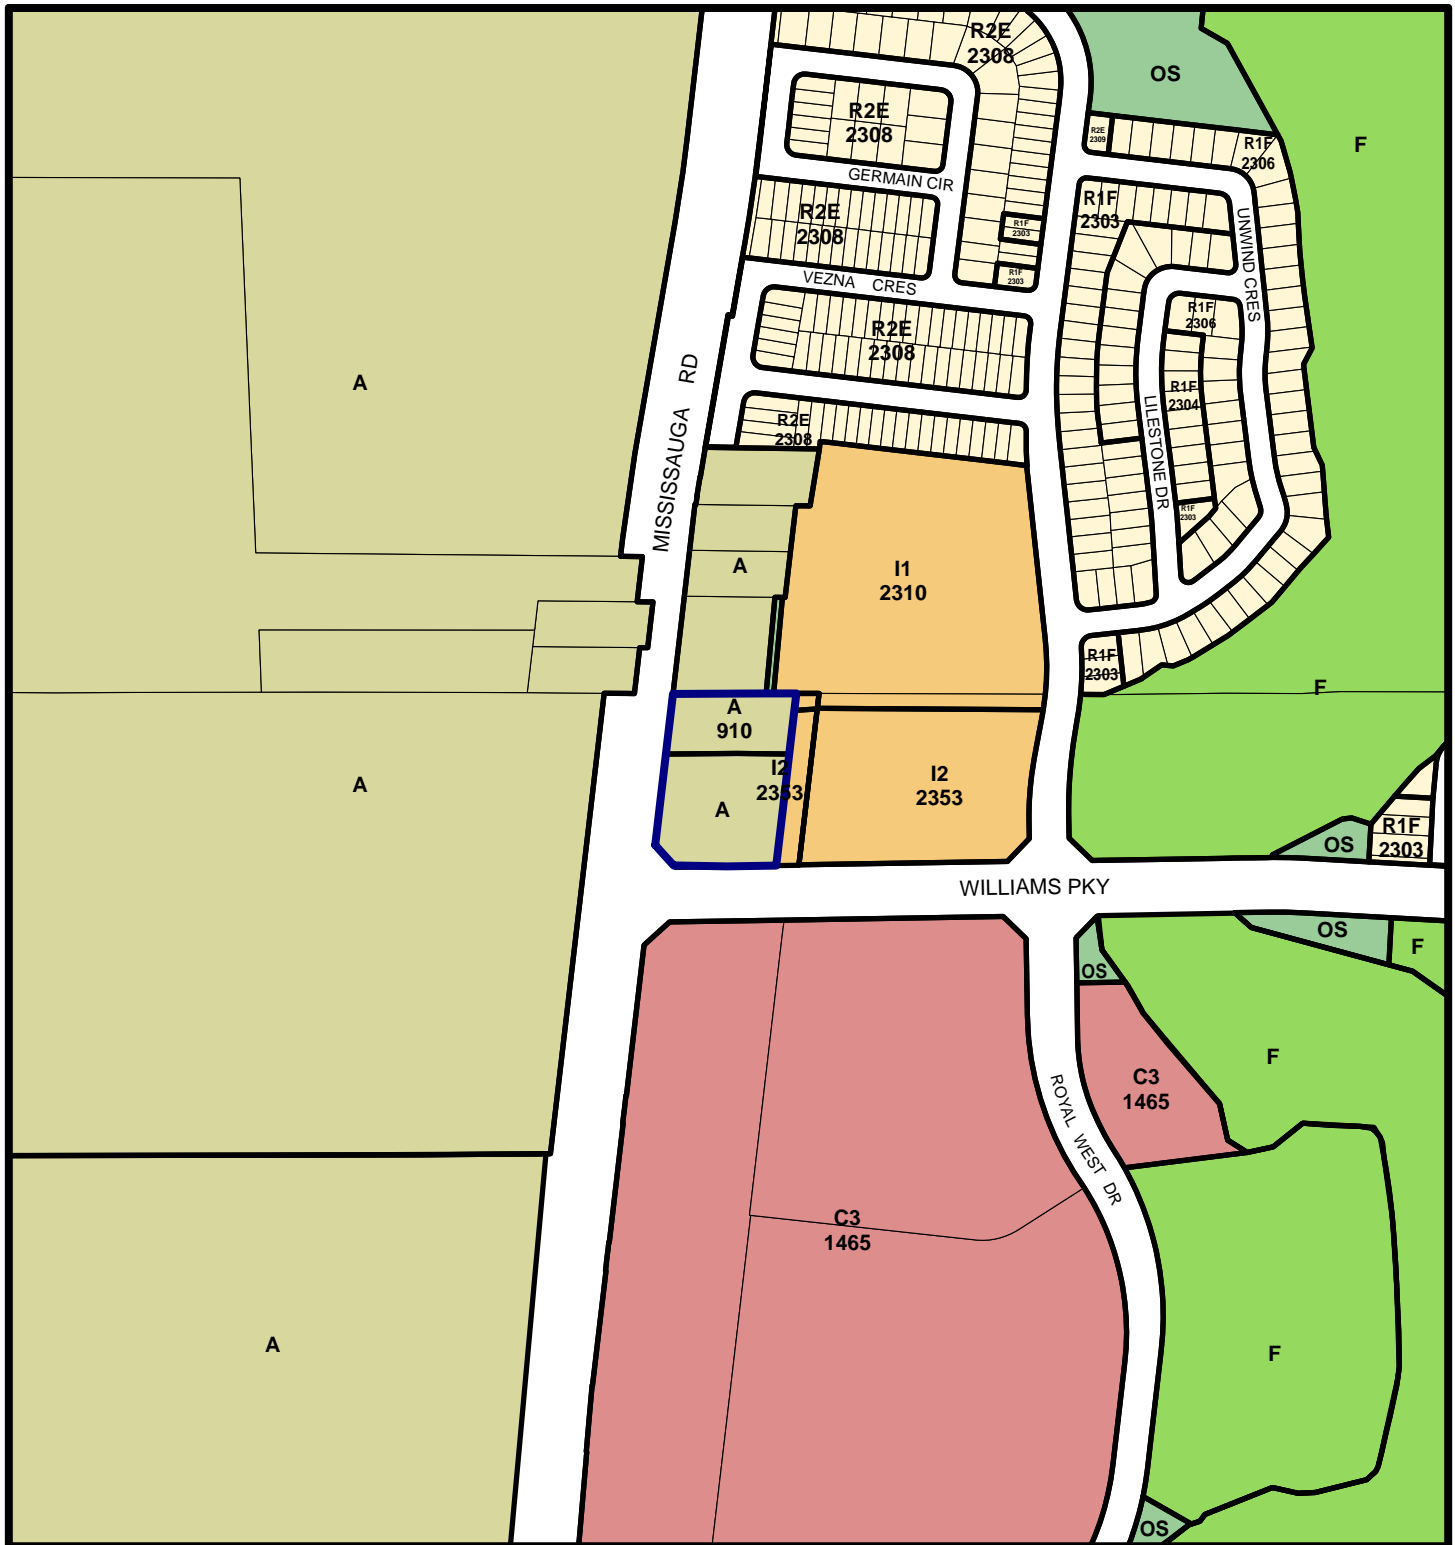 R2E
2308
OS
R2E
2308
R2E
2309
R1F
2306
F
GERMAIN CIR
R1F
2303
R2E
2308
R1F
2303
UNWIND CRES
R1F
2303
VEZNA CRES
R1F
2306
R2E
2308
A
MISSISSAUGA RD
R1F
2304
LILESTONE DR
R2E
2308
R1F
2303
A
I1
2310
R1F
2303
F
A
910
I2
2353
I2
2353
A
A
R1F
2303
OS
WILLIAMS PKY
OS
F
OS
F
C3
1465
ROYAL WEST DR
C3
1465
A
F
OS